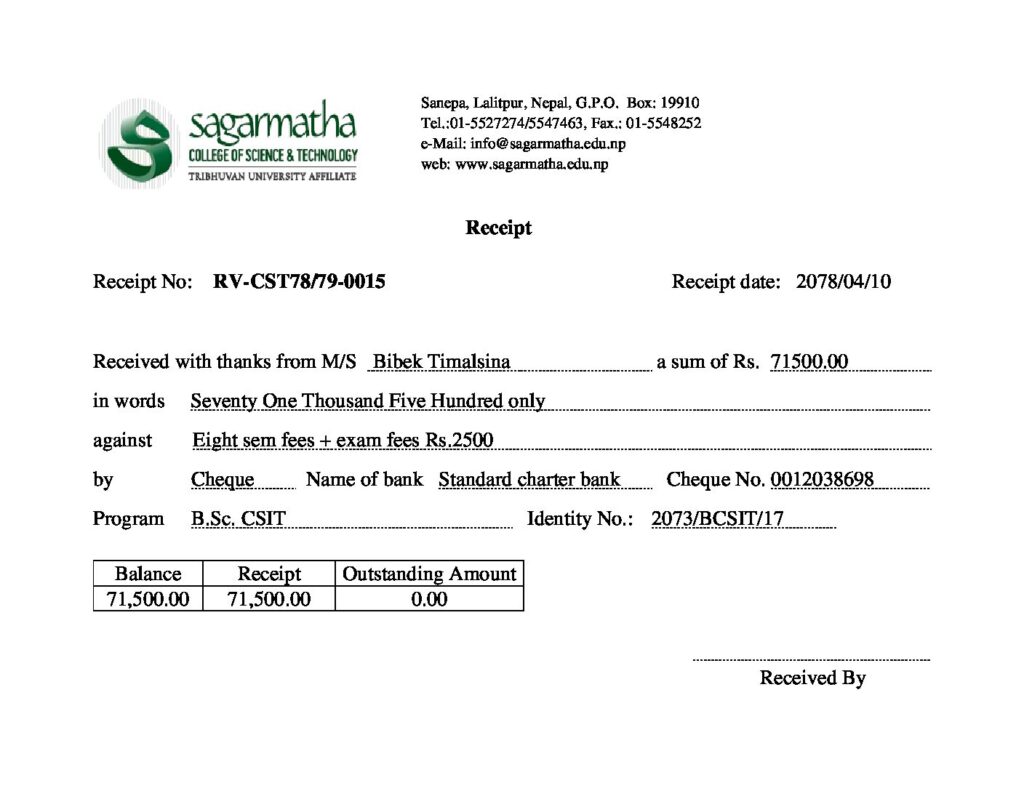 sagarmatha
COLLEGE OF SCIENCE & TECHNOLOGY
TRIBHUVAN UNIVERSITY AFFILIATE
Sanepa, Lalitpur, Nepal, G.P.O. Box: 19910
Tel.:01-5527274/5547463, Fax.: 01-5548252
e-Mail: info@sagarmatha.edu.np
web: www.sagarmatha.edu.np
Receipt
Receipt No: RV-CST78/79-0015 Receipt date: 2078/04/10
Received with thanks from M/S Bibek Timalsina a sum of Rs. 71500.00
in words Seventy One Thousand Five Hundred only
against Eight sem fees + exam fees Rs.2500
by Cheque Name of bank Standard charter bank Cheque No. 0012038698
Program B.Sc. CSIT Identity No.: 2073/BCSIT/17
Balance Receipt Outstanding Amount
71,500.00 71,500.00 0.00
Received By